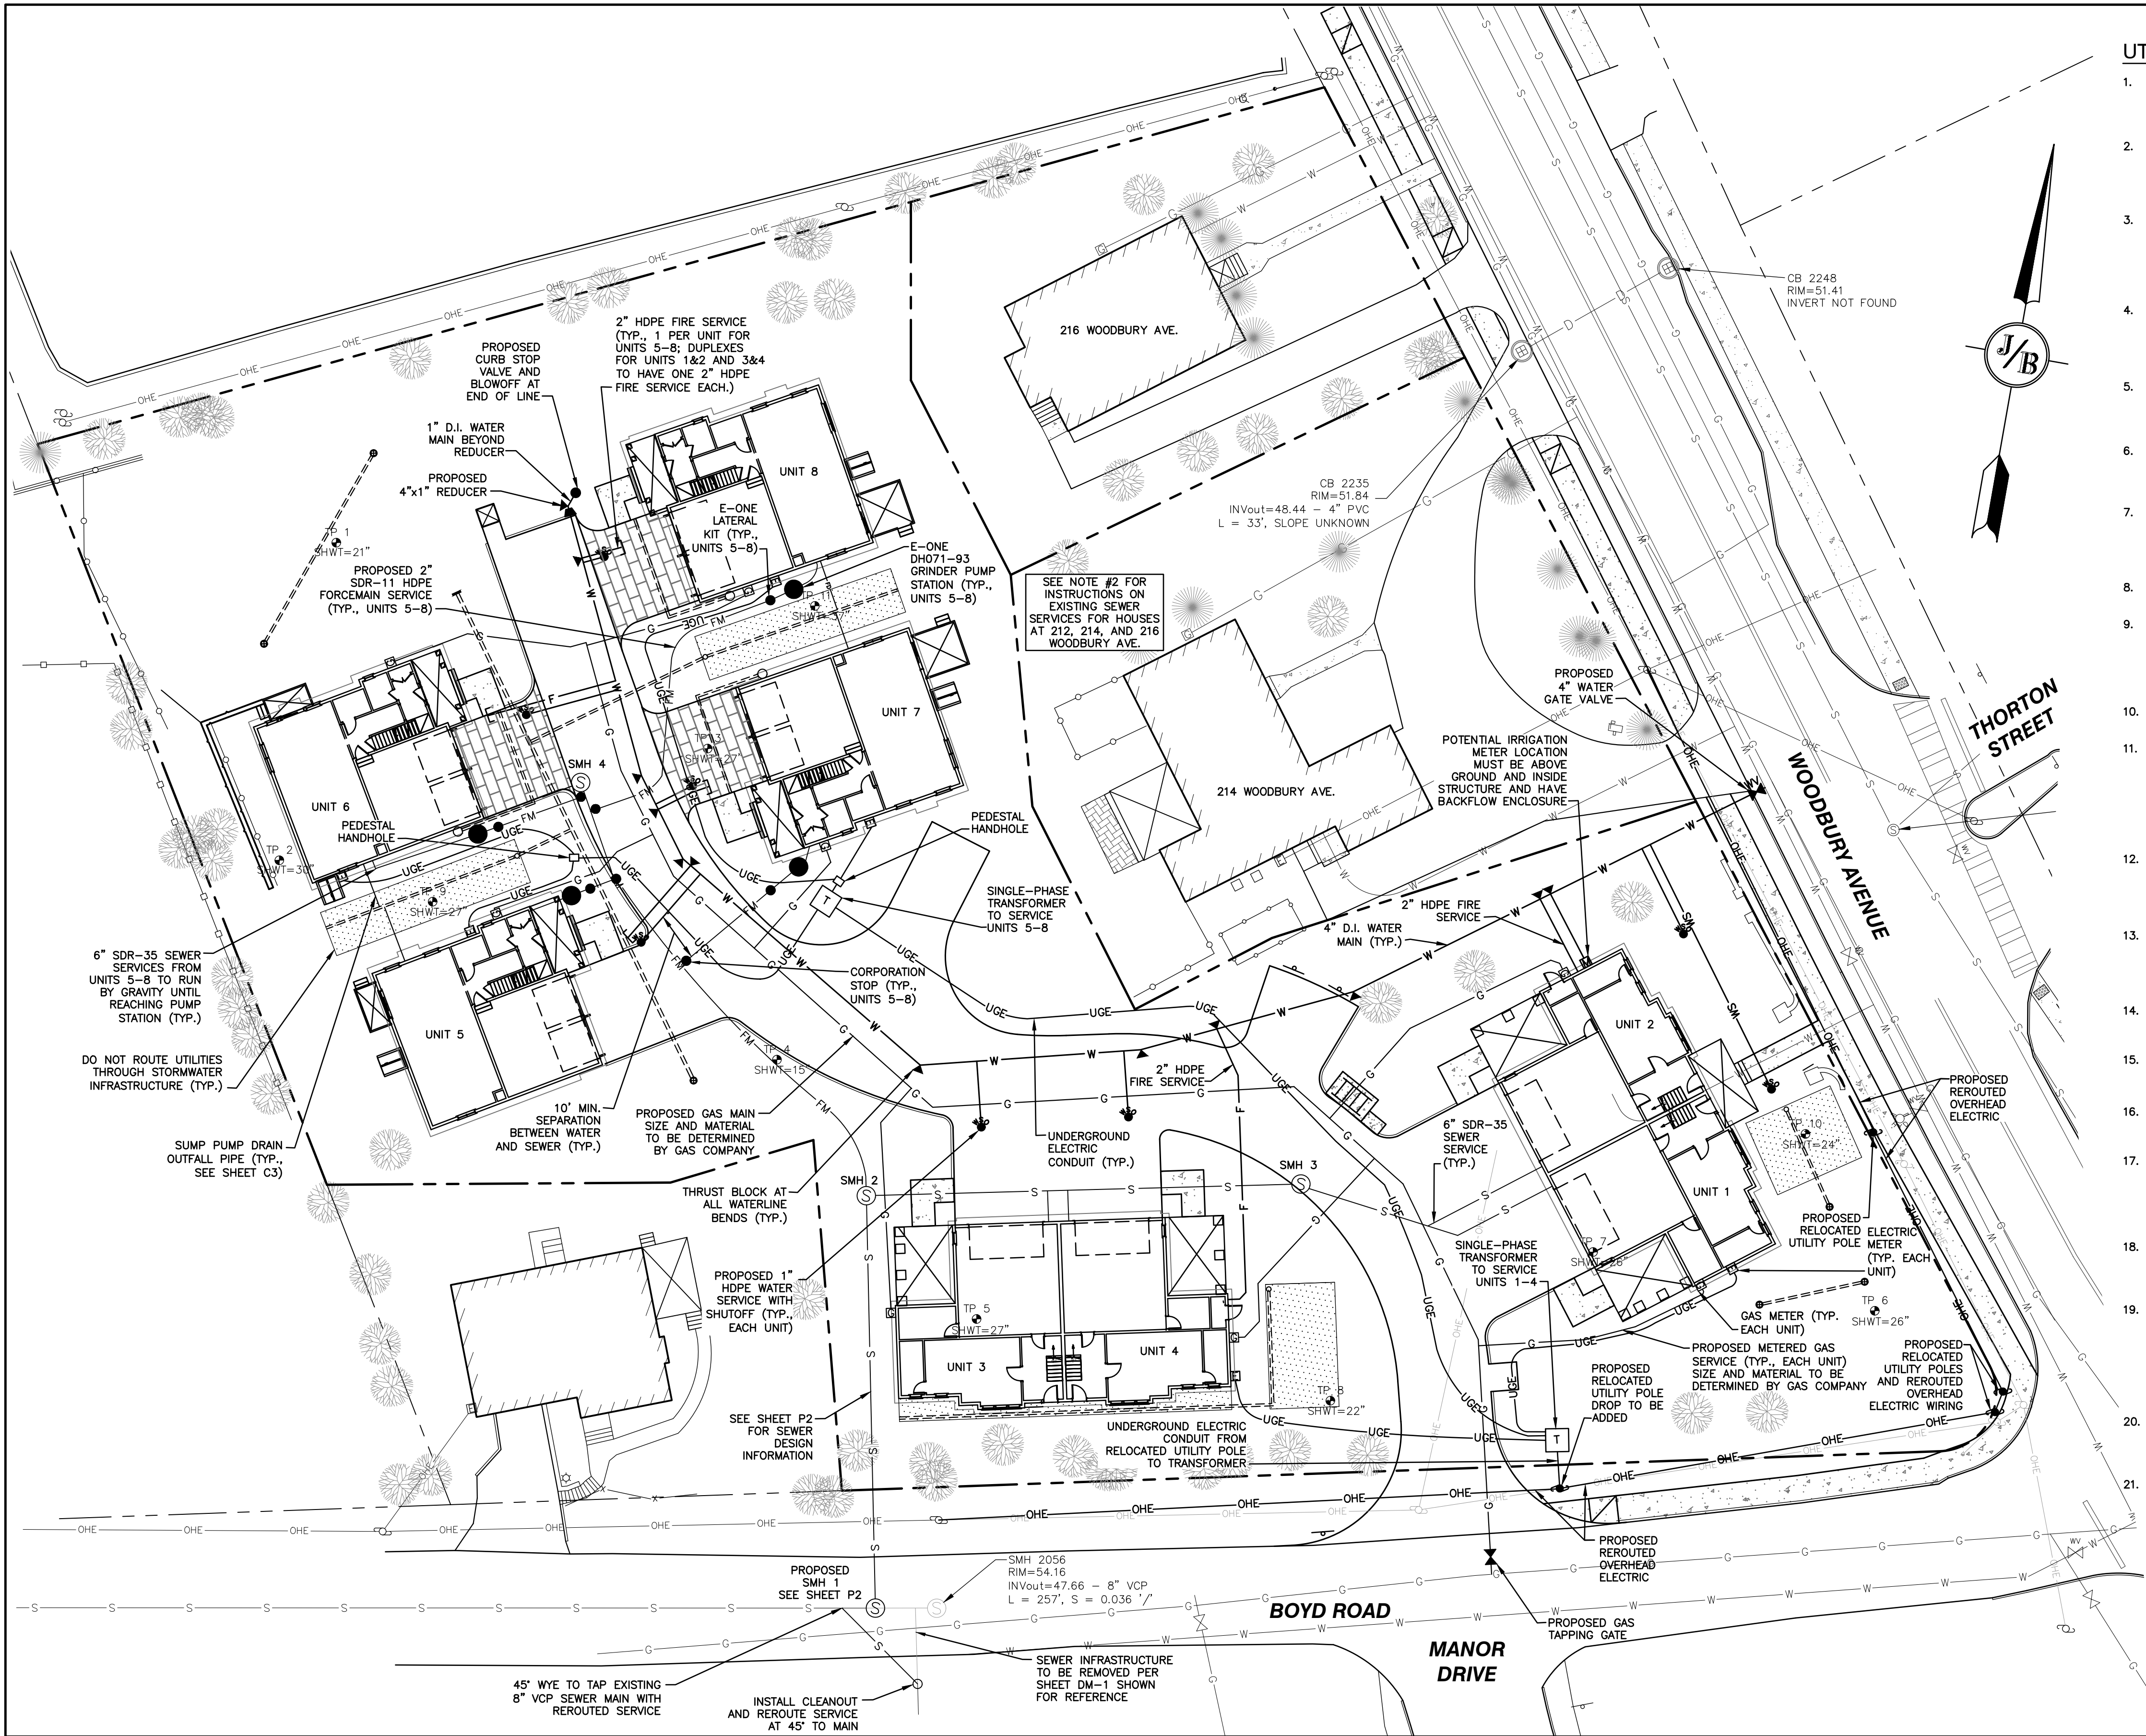 UT
1.
2.
3.
4.
5.
6.
7.
8.
9.
10.
11.
12.
13.
14.
15.
16.
17.
18.
19.
20.
21.
J/B
CB 2248
RIM=51.41
INVERT NOT FOUND
216 WOODBURY AVE.
2" HDPE FIRE SERVICE
(TYP., 1 PER UNIT FOR
UNITS 5-8; DUPLEXES
FOR UNITS 1&2 AND 3&4
TO HAVE ONE 2" HDPE
FIRE SERVICE EACH.)
PROPOSED
CURB STOP
VALVE AND
BLOWOFF AT
END OF LINE
1" D.I. WATER
MAIN BEYOND
REDUCER
PROPOSED
4"x1" REDUCER
UNIT 8
E-ONE
LATERAL
KIT (TYP.,
UNITS 5-8)
E-ONE
DH071-93
GRINDER PUMP
STATION (TYP.,
UNITS 5-8)
CB 2235
RIM=51.84
INVout=48.44 - 4" PVC
L = 33', SLOPE UNKNOWN
TP 1
SHWT=21"
PROPOSED 2"
SDR-11 HDPE
FORCEMAIN SERVICE
(TYP., UNITS 5-8)
TP 11
SHWT=37"
SEE NOTE #2 FOR
INSTRUCTIONS ON
EXISTING SEWER
SERVICES FOR HOUSES
AT 212, 214, AND 216
WOODBURY AVE.
PROPOSED
4" WATER
GATE VALVE
THORTON
STREET
UNIT 7
TP 3
SHWT=27"
POTENTIAL IRRIGATION
METER LOCATION
MUST BE ABOVE
GROUND AND INSIDE
STRUCTURE AND HAVE
BACKFLOW ENCLOSURE
214 WOODBURY AVE.
WOODBURY AVENUE
SMH 4
UNIT 6
PEDESTAL
HANDHOLE
PEDESTAL
HANDHOLE
TP 2
SHWT=30"
TP 9
SHWT=27"
SINGLE-PHASE
TRANSFORMER
TO SERVICE
UNITS 5-8
T
2" HDPE FIRE
SERVICE
4" D.I. WATER
MAIN (TYP.)
6" SDR-35 SEWER
SERVICES FROM
UNITS 5-8 TO RUN
BY GRAVITY UNTIL
REACHING PUMP
STATION (TYP.)
CORPORATION
STOP (TYP.,
UNITS 5-8)
UNIT 5
UNIT 2
DO NOT ROUTE UTILITIES
THROUGH STORMWATER
INFRASTRUCTURE (TYP.)
TP 4
SHWT=15"
2" HDPE
FIRE SERVICE
PROPOSED
REROUTED
OVERHEAD
ELECTRIC
10' MIN.
SEPARATION
BETWEEN WATER
AND SEWER (TYP.)
PROPOSED GAS MAIN
SIZE AND MATERIAL
TO BE DETERMINED
BY GAS COMPANY
UNDERGROUND
ELECTRIC
CONDUIT (TYP.)
6" SDR-35
SEWER
SERVICE
(TYP.)
TP 10
SHWT=24"
SUMP PUMP DRAIN
OUTFALL PIPE (TYP.,
SEE SHEET C3)
THRUST BLOCK AT
ALL WATERLINE
BENDS (TYP.)
SMH 2
SMH 3
UNIT 1
PROPOSED
RELOCATED
UTILITY POLE
ELECTRIC
METER
(TYP. EACH
UNIT)
SINGLE-PHASE
TRANSFORMER
TO SERVICE
UNITS 1-4
TP 7
SHWT=26"
PROPOSED 1"
HDPE WATER
SERVICE WITH
SHUTOFF (TYP.,
EACH UNIT)
TP 5
SHWT=27"
UNIT 3
UNIT 4
GAS METER (TYP.
EACH UNIT)
TP 6
SHWT=26"
PROPOSED METERED GAS
SERVICE (TYP., EACH UNIT)
SIZE AND MATERIAL TO BE
DETERMINED BY GAS COMPANY
PROPOSED
RELOCATED
UTILITY POLES
AND REROUTED
OVERHEAD
ELECTRIC WIRING
PROPOSED
RELOCATED
UTILITY POLE
DROP TO BE
ADDED
TP 8
SHWT=22"
SEE SHEET P2
FOR SEWER
DESIGN
INFORMATION
UNDERGROUND ELECTRIC
CONDUIT FROM
RELOCATED UTILITY POLE
TO TRANSFORMER
T
PROPOSED
REROUTED
OVERHEAD
ELECTRIC
PROPOSED
SMH 1
SEE SHEET P2
SMH 2056
RIM=54.16
INVout=47.66 - 8" VCP
L = 257', S = 0.036 '/'
BOYD ROAD
PROPOSED GAS
TAPPING GATE
MANOR
DRIVE
SEWER INFRASTRUCTURE
TO BE REMOVED PER
SHEET DM-1 SHOWN
FOR REFERENCE
45° WYE TO TAP EXISTING
8" VCP SEWER MAIN WITH
REROUTED SERVICE
INSTALL CLEANOUT
AND REROUTE SERVICE
AT 45° TO MAIN